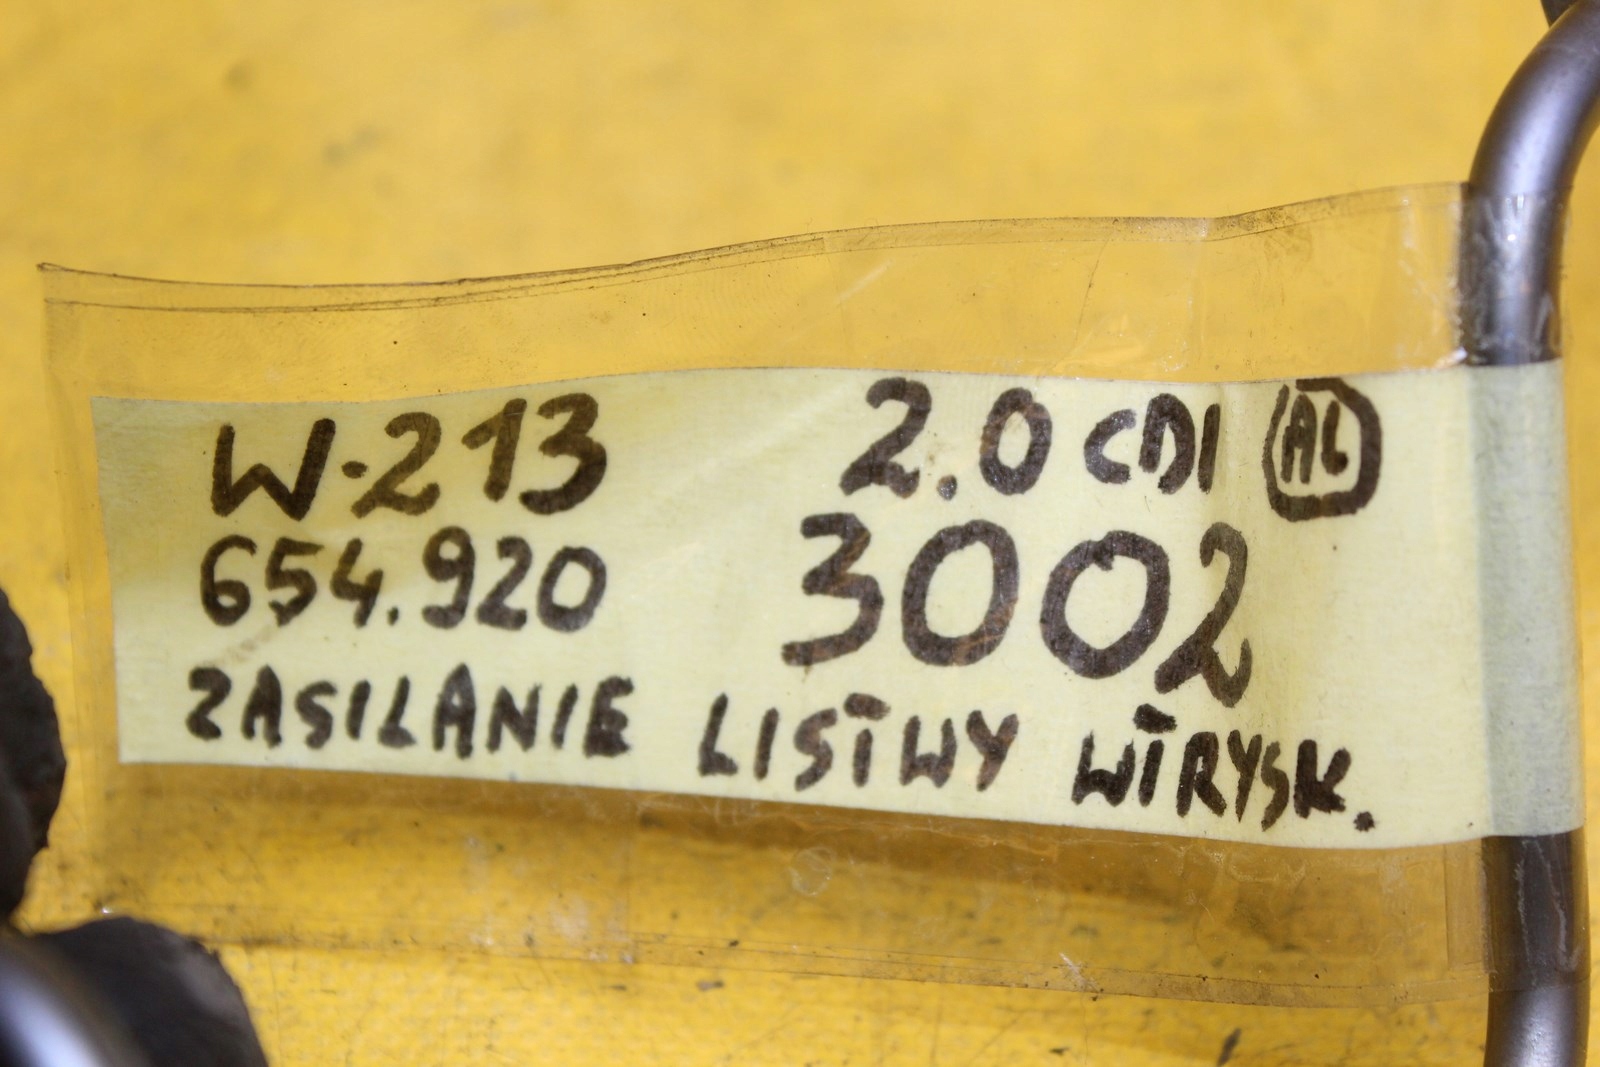 W-213 2.0 CDI AL
654.920 3002
ZASILANIE LISTWY WTRYSK.